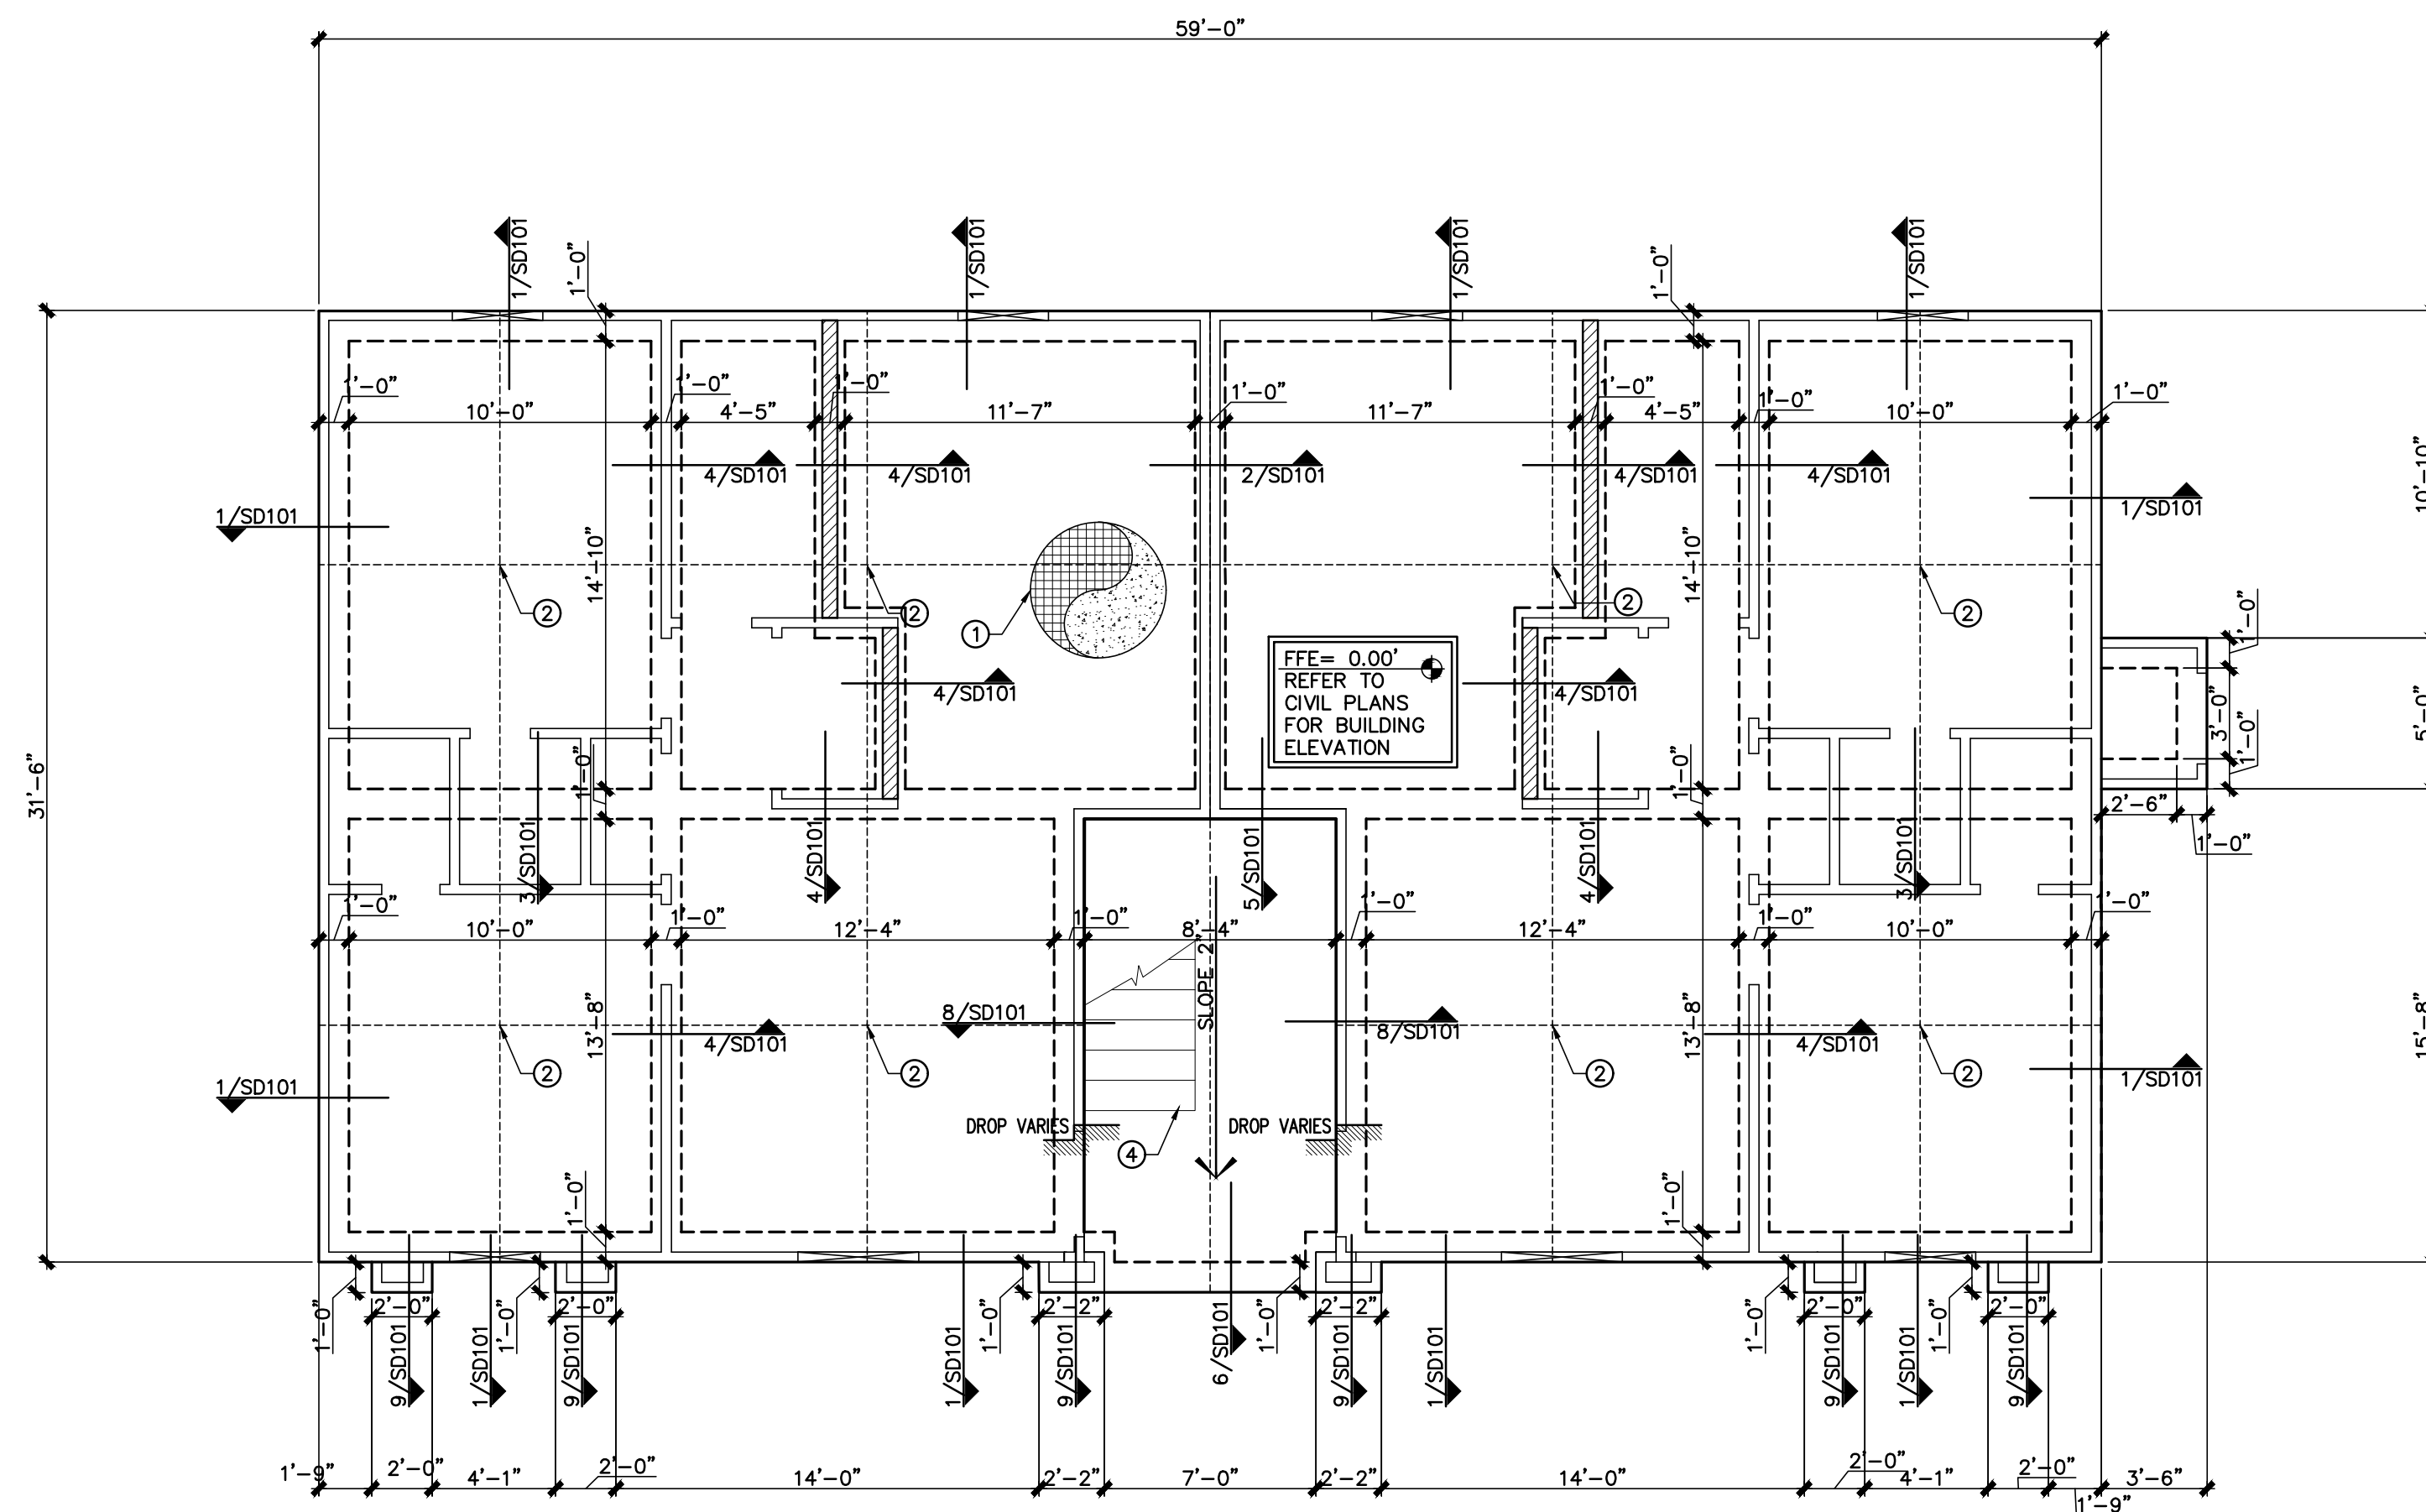 59'-0"
1/SD101
1'-0"
1/SD101
1/SD101
1'-0"
1/SD101
1'-0"
1'-0"
1'-0"
1'-0"
1'-0"
1'-0"
1'-0"
10'-0"
4'-5"
11'-7"
11'-7"
4'-5"
10'-0"
10'-10"
4/SD101
4/SD101
2/SD101
4/SD101
4/SD101
1/SD101
1/SD101
14'-10"
14'-10"
2
2
1
2
2
1'-0"
FFE= 0.00'
REFER TO
CIVIL PLANS
FOR BUILDING
ELEVATION
4/SD101
4/SD101
3'-0"
5'-0"
1'-0"
31'-6"
1'-0"
1'-0"
2'-6"
1'-0"
3/SD101
4/SD101
5/SD101
4/SD101
3/SD101
1'-0"
1'-0"
1'-0"
1'-0"
1'-0"
1'-0"
10'-0"
12'-4"
8'-4"
12'-4"
10'-0"
SLOPE 2"
13'-8"
8/SD101
8/SD101
13'-8"
15'-8"
4/SD101
4/SD101
2
2
2
2
1/SD101
1/SD101
DROP VARIES
DROP VARIES
4
1'-0"
1'-0"
1'-0"
2'-0"
1'-0"
2'-0"
1'-0"
2'-2"
1'-0"
2'-2"
1'-0"
2'-0"
1'-0"
2'-0"
9/SD101
1/SD101
9/SD101
1/SD101
9/SD101
6/SD101
9/SD101
1/SD101
9/SD101
1/SD101
9/SD101
1'-9"
2'-0"
4'-1"
2'-0"
14'-0"
2'-2"
7'-0"
2'-2"
14'-0"
2'-0"
4'-1"
2'-0"
1'-9"
3'-6"